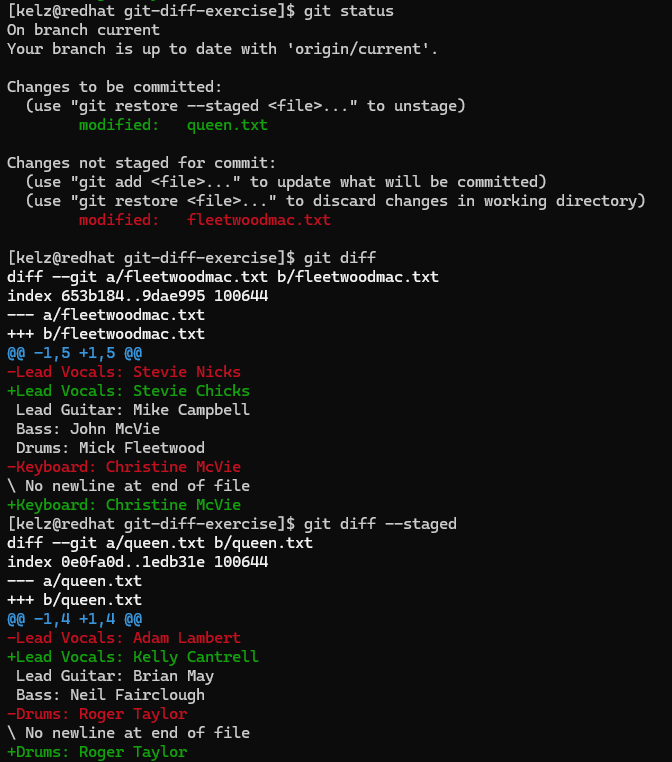 [kelz@redhat git-diff-exercise]$ git status
On branch current
Your branch is up to date with 'origin/current'.

Changes to be committed:
  (use "git restore --staged <file>..." to unstage)
        modified:   queen.txt

Changes not staged for commit:
  (use "git add <file>..." to update what will be committed)
  (use "git restore <file>..." to discard changes in working directory)
        modified:   fleetwoodmac.txt

[kelz@redhat git-diff-exercise]$ git diff
diff --git a/fleetwoodmac.txt b/fleetwoodmac.txt
index 653b184..9dae995 100644
--- a/fleetwoodmac.txt
+++ b/fleetwoodmac.txt
@@ -1,5 +1,5 @@
-Lead Vocals: Stevie Nicks
+Lead Vocals: Stevie Chicks
 Lead Guitar: Mike Campbell
 Bass: John McVie
 Drums: Mick Fleetwood
-Keyboard: Christine McVie
\ No newline at end of file
+Keyboard: Christine McVie
[kelz@redhat git-diff-exercise]$ git diff --staged
diff --git a/queen.txt b/queen.txt
index 0e0fa0d..1edb31e 100644
--- a/queen.txt
+++ b/queen.txt
@@ -1,4 +1,4 @@
-Lead Vocals: Adam Lambert
+Lead Vocals: Kelly Cantrell
 Lead Guitar: Brian May
 Bass: Neil Fairclough
-Drums: Roger Taylor
\ No newline at end of file
+Drums: Roger Taylor